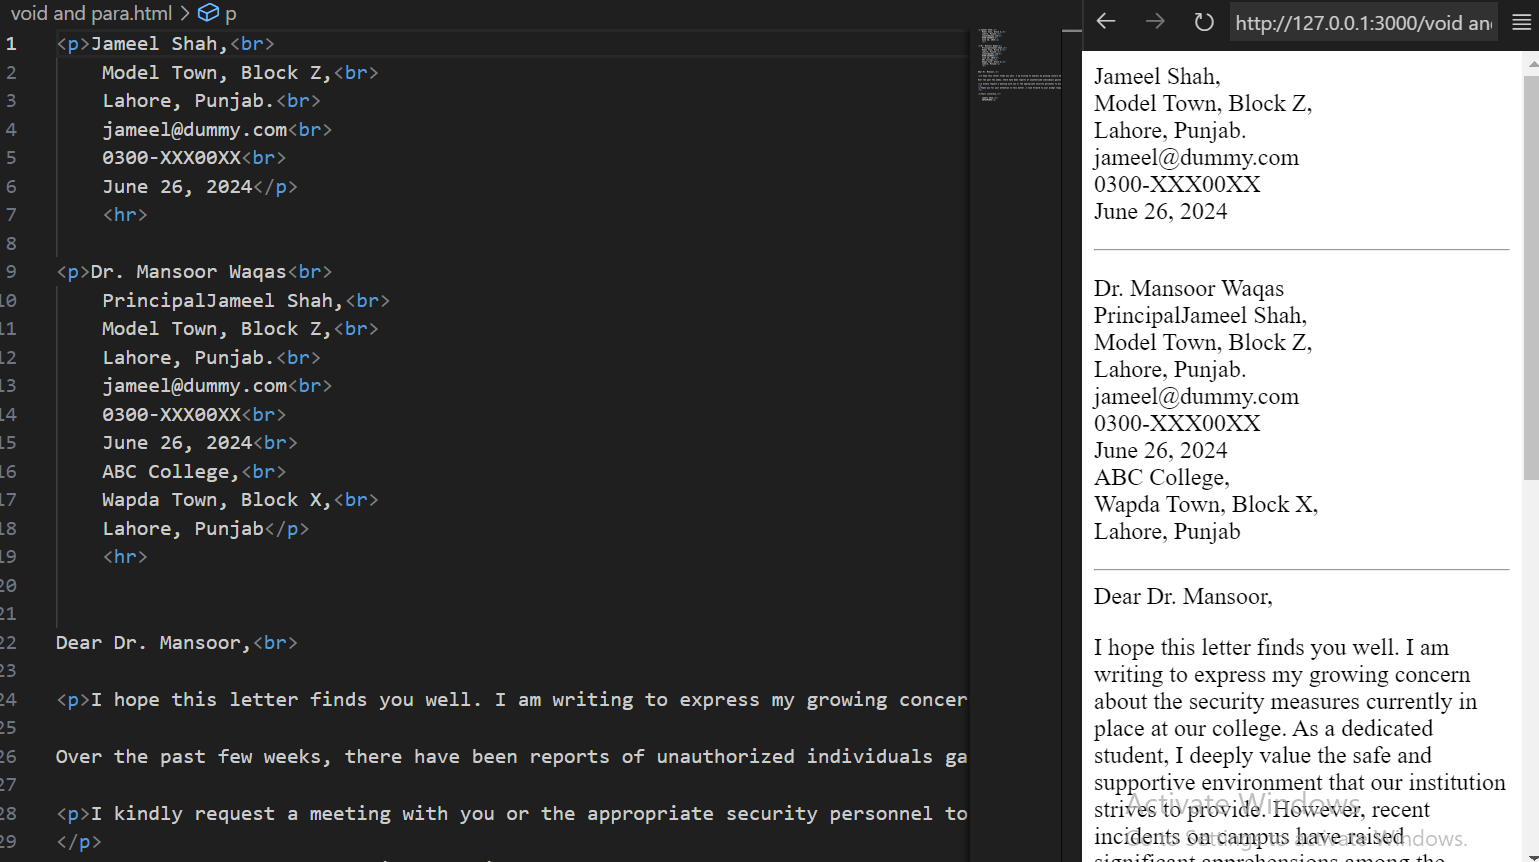 void and para.html > p
http://127.0.0.1:3000/void an
1 <p>Jameel Shah,<br>
2 Model Town, Block Z,<br>
3 Lahore, Punjab.<br>
4 jameel@dummy.com<br>
5 0300-XXX00XX<br>
6 June 26, 2024</p>
7 <hr>
8
9 <p>Dr. Mansoor Waqas<br>
10 PrincipalJameel Shah,<br>
11 Model Town, Block Z,<br>
12 Lahore, Punjab.<br>
13 jameel@dummy.com<br>
14 0300-XXX00XX<br>
15 June 26, 2024<br>
16 ABC College,<br>
17 Wapda Town, Block X,<br>
18 Lahore, Punjab</p>
19 <hr>
20
21
22 Dear Dr. Mansoor,<br>
23
24 <p>I hope this letter finds you well. I am writing to express my growing concer
25
26 Over the past few weeks, there have been reports of unauthorized individuals ga
27
28 <p>I kindly request a meeting with you or the appropriate security personnel to
29 </p>
Jameel Shah,
Model Town, Block Z,
Lahore, Punjab.
jameel@dummy.com
0300-XXX00XX
June 26, 2024
Dr. Mansoor Waqas
PrincipalJameel Shah,
Model Town, Block Z,
Lahore, Punjab.
jameel@dummy.com
0300-XXX00XX
June 26, 2024
ABC College,
Wapda Town, Block X,
Lahore, Punjab
Dear Dr. Mansoor,
I hope this letter finds you well. I am
writing to express my growing concern
about the security measures currently in
place at our college. As a dedicated
student, I deeply value the safe and
supportive environment that our institution
strives to provide. However, recent
incidents on campus have raised
significant apprehensions among the
Activate Windows
Go to Settings to activate Windows.